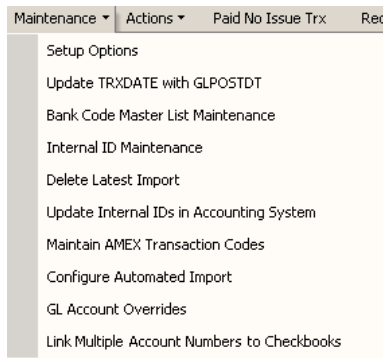 Maintenance Actions Paid No Issue Trx Rec
Setup Options
Update TRXDATE with GLPOSTDT
Bank Code Master List Maintenance
Internal ID Maintenance
Delete Latest Import
Update Internal IDs in Accounting System
Maintain AMEX Transaction Codes
Configure Automated Import
GL Account Overrides
Link Multiple Account Numbers to Checkbooks